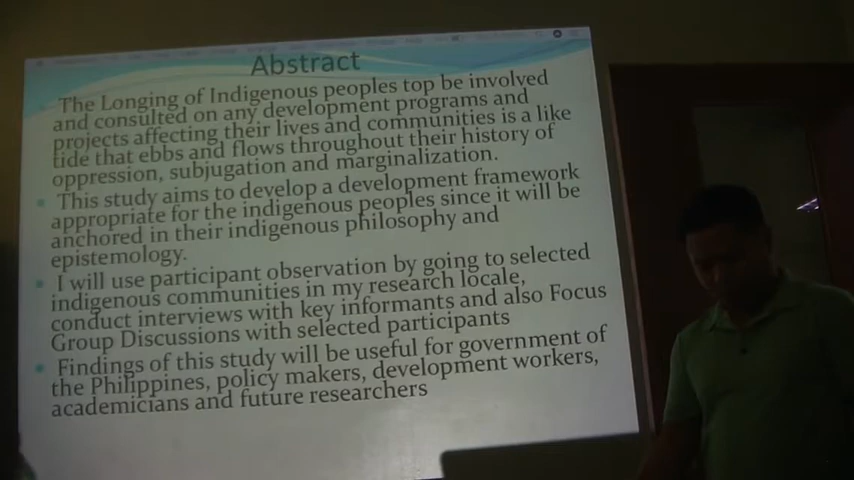 Abstract
The Longing of Indigenous peoples top be involved
and consulted on any development programs and
projects affecting their lives and communities is a like
tide that ebbs and flows throughout their history of
oppression, subjugation and marginalization.
This study aims to develop a development framework
appropriate for the indigenous peoples since it will be
anchored in their indigenous philosophy and
epistemology.
I will use participant observation by going to selected
indigenous communities in my research locale,
conduct interviews with key informants and also Focus
Group Discussions with selected participants
Findings of this study will be useful for government of
the Philippines, policy makers, development workers,
academicians and future researchers